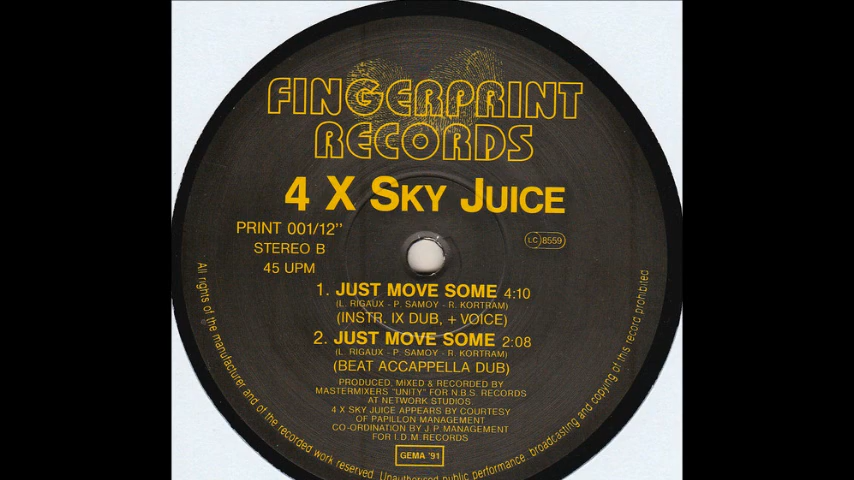 FINGERPRINT
RECORDS
4 X SKY JUICE
PRINT 001/12"
STEREO B
45 UPM
LC 8559
1. JUST MOVE SOME 4:10
(L. RIGAUX - P. SAMOY - R. KORTRAM)
(INSTR. IX DUB, + VOICE)
2. JUST MOVE SOME 2:08
(L. RIGAUX - P. SAMOY - R. KORTRAM)
(BEAT ACCAPPELLA DUB)
PRODUCED, MIXED & RECORDED BY
MASTERMIXERS "UNITY" FOR N.B.S. RECORDS
AT NETWORK STUDIOS.
4 X SKY JUICE APPEARS BY COURTESY
OF PAPILLON MANAGEMENT
CO-ORDINATION BY J.P. MANAGEMENT
FOR I.D.M RECORDS
GEMA '91
All rights of the manufacturer and of the recorded work reserved. Unauthorised public performance, broadcasting and copying of this record prohibited